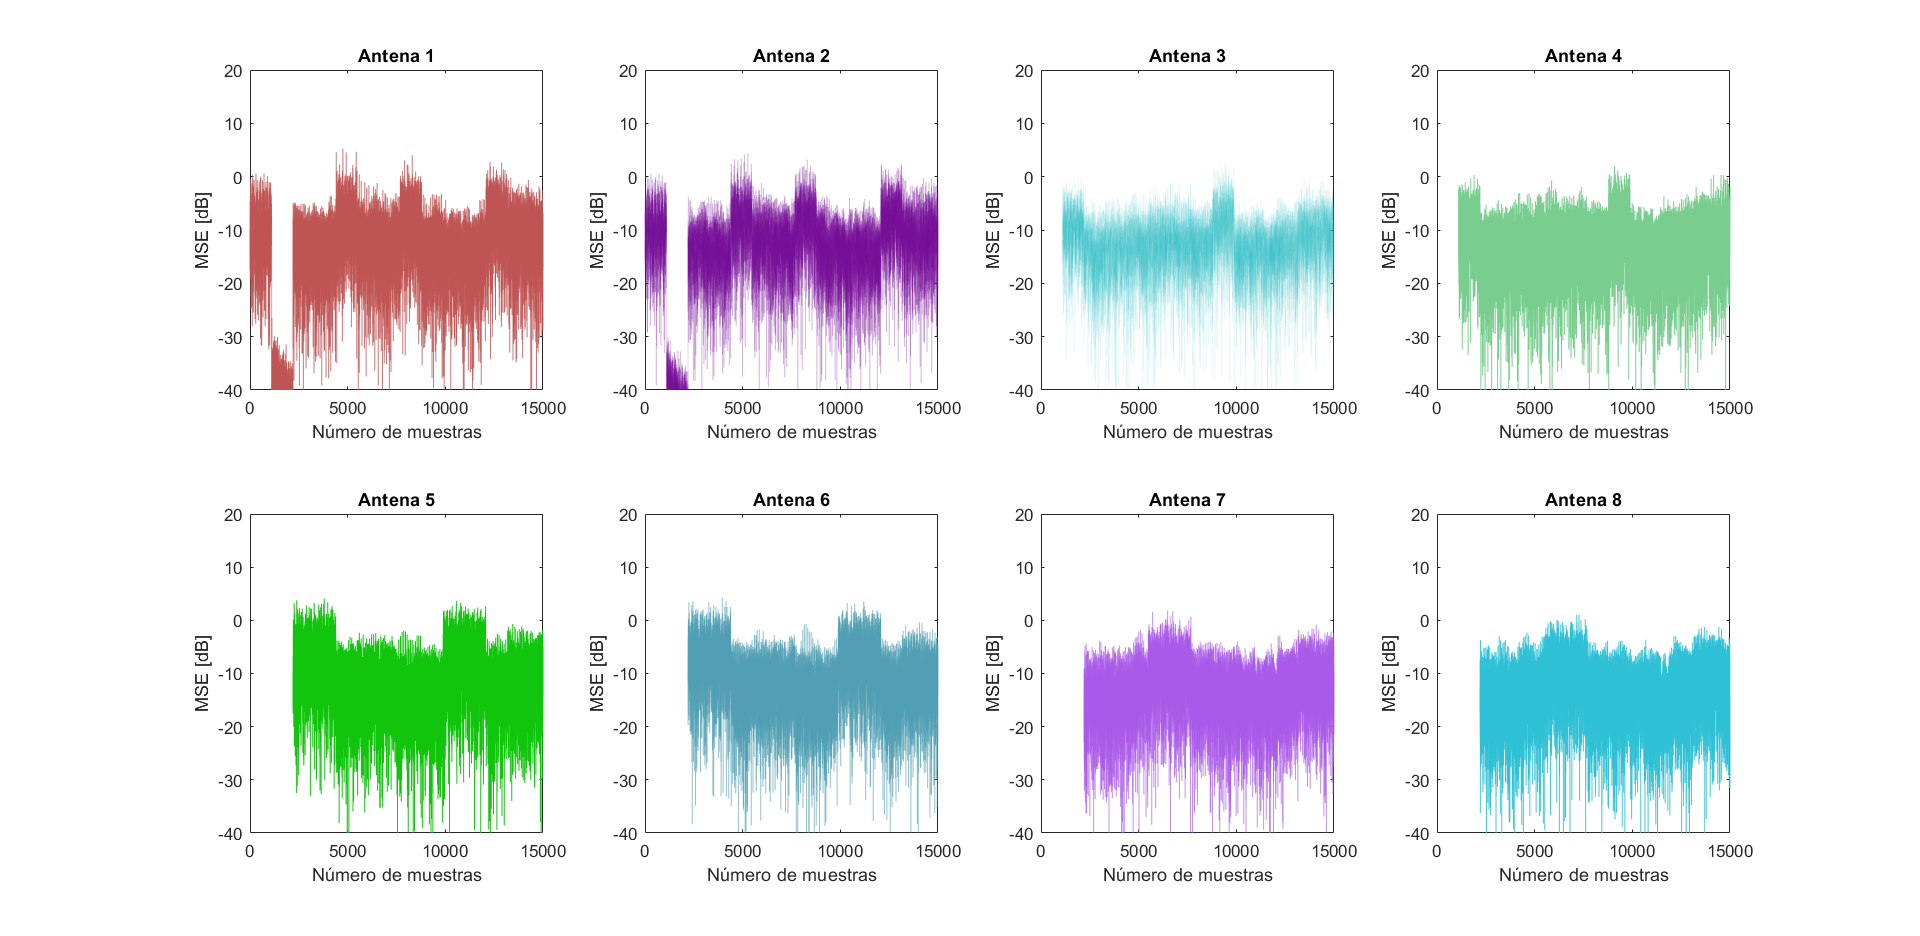 Antena 1
Antena 2
Antena 3
Antena 4
20
20
20
20
10
10
10
10
0
0
0
0
MSE [dB]
MSE [dB]
MSE [dB]
MSE [dB]
-10
-10
-10
-10
-20
-20
-20
-20
-30
-30
-30
-30
-40
-40
-40
-40
0 5000 10000 15000
0 5000 10000 15000
0 5000 10000 15000
0 5000 10000 15000
Número de muestras
Número de muestras
Número de muestras
Número de muestras
Antena 5
Antena 6
Antena 7
Antena 8
20
20
20
20
10
10
10
10
0
0
0
0
MSE [dB]
MSE [dB]
MSE [dB]
MSE [dB]
-10
-10
-10
-10
-20
-20
-20
-20
-30
-30
-30
-30
-40
-40
-40
-40
0 5000 10000 15000
0 5000 10000 15000
0 5000 10000 15000
0 5000 10000 15000
Número de muestras
Número de muestras
Número de muestras
Número de muestras